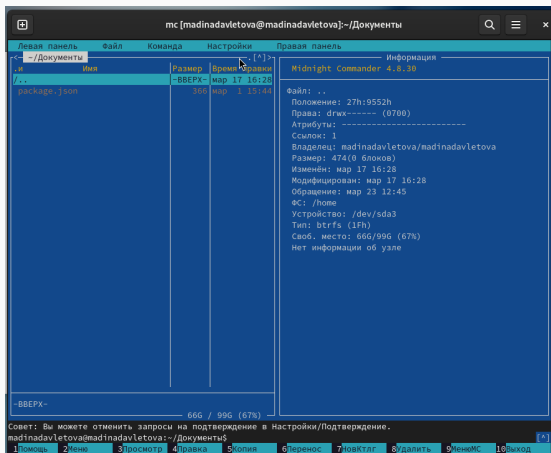 mc [madinadavletova@madinadavletova]:~/Документы
Левая панель Файл Команда Настройки Правая панель
<- ~/Документы .[^]>
.и Имя Размер Время правки
/.. -ВВЕРХ- мар 17 16:28
package.json 366 мар 1 15:44
-ВВЕРХ-
66G / 99G (67%)
Информация
Midnight Commander 4.8.30
Файл: ..
Положение: 27h:9552h
Права: drwx------ (0700)
Атрибуты: ------------------------
Ссылок: 1
Владелец: madinadavletova/madinadavletova
Размер: 474(0 блоков)
Изменён: мар 17 16:28
Модифицирован: мар 17 16:28
Обращение: мар 23 12:45
ФС: /home
Устройство: /dev/sda3
Тип: btrfs (1Fh)
Своб. место: 66G/99G (67%)
Нет информации об узле
Совет: Вы можете отменить запросы на подтверждение в Настройки/Подтверждение.
madinadavletova@madinadavletova:~/Документы$ [^]
1Помощь 2Меню 3Просмотр 4Правка 5Копия 6Перенос 7НовКтлг 8Удалить 9МенюМС 10Выход